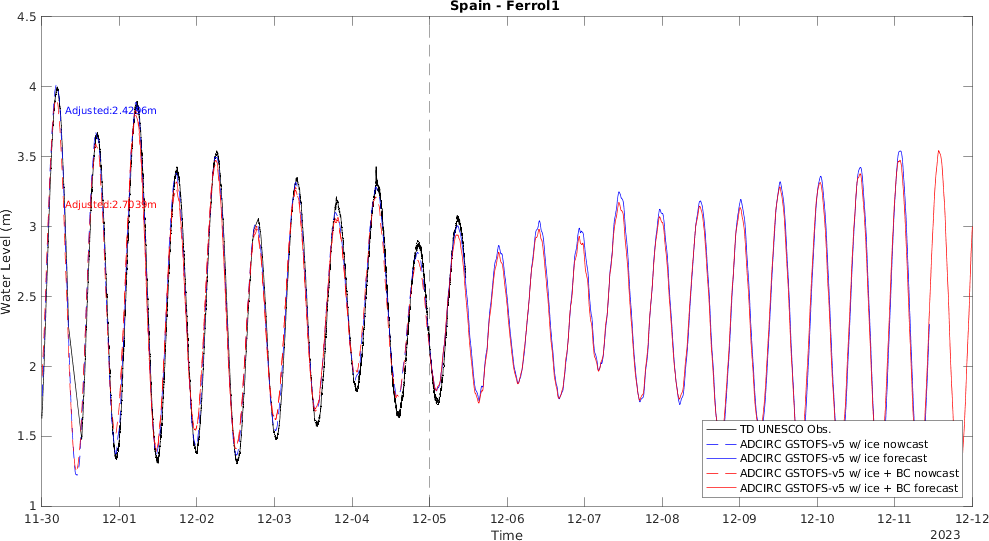 Spain - Ferrol1
4.5
4
3.5
3
2.5
2
1.5
1
Water Level (m)
Adjusted:2.4296m
Adjusted:2.7039m
TD UNESCO Obs.
ADCIRC GSTOFS-v5 w/ ice nowcast
ADCIRC GSTOFS-v5 w/ ice forecast
ADCIRC GSTOFS-v5 w/ ice + BC nowcast
ADCIRC GSTOFS-v5 w/ ice + BC forecast
11-30 12-01 12-02 12-03 12-04 12-05 12-06 12-07 12-08 12-09 12-10 12-11 12-12
Time
2023